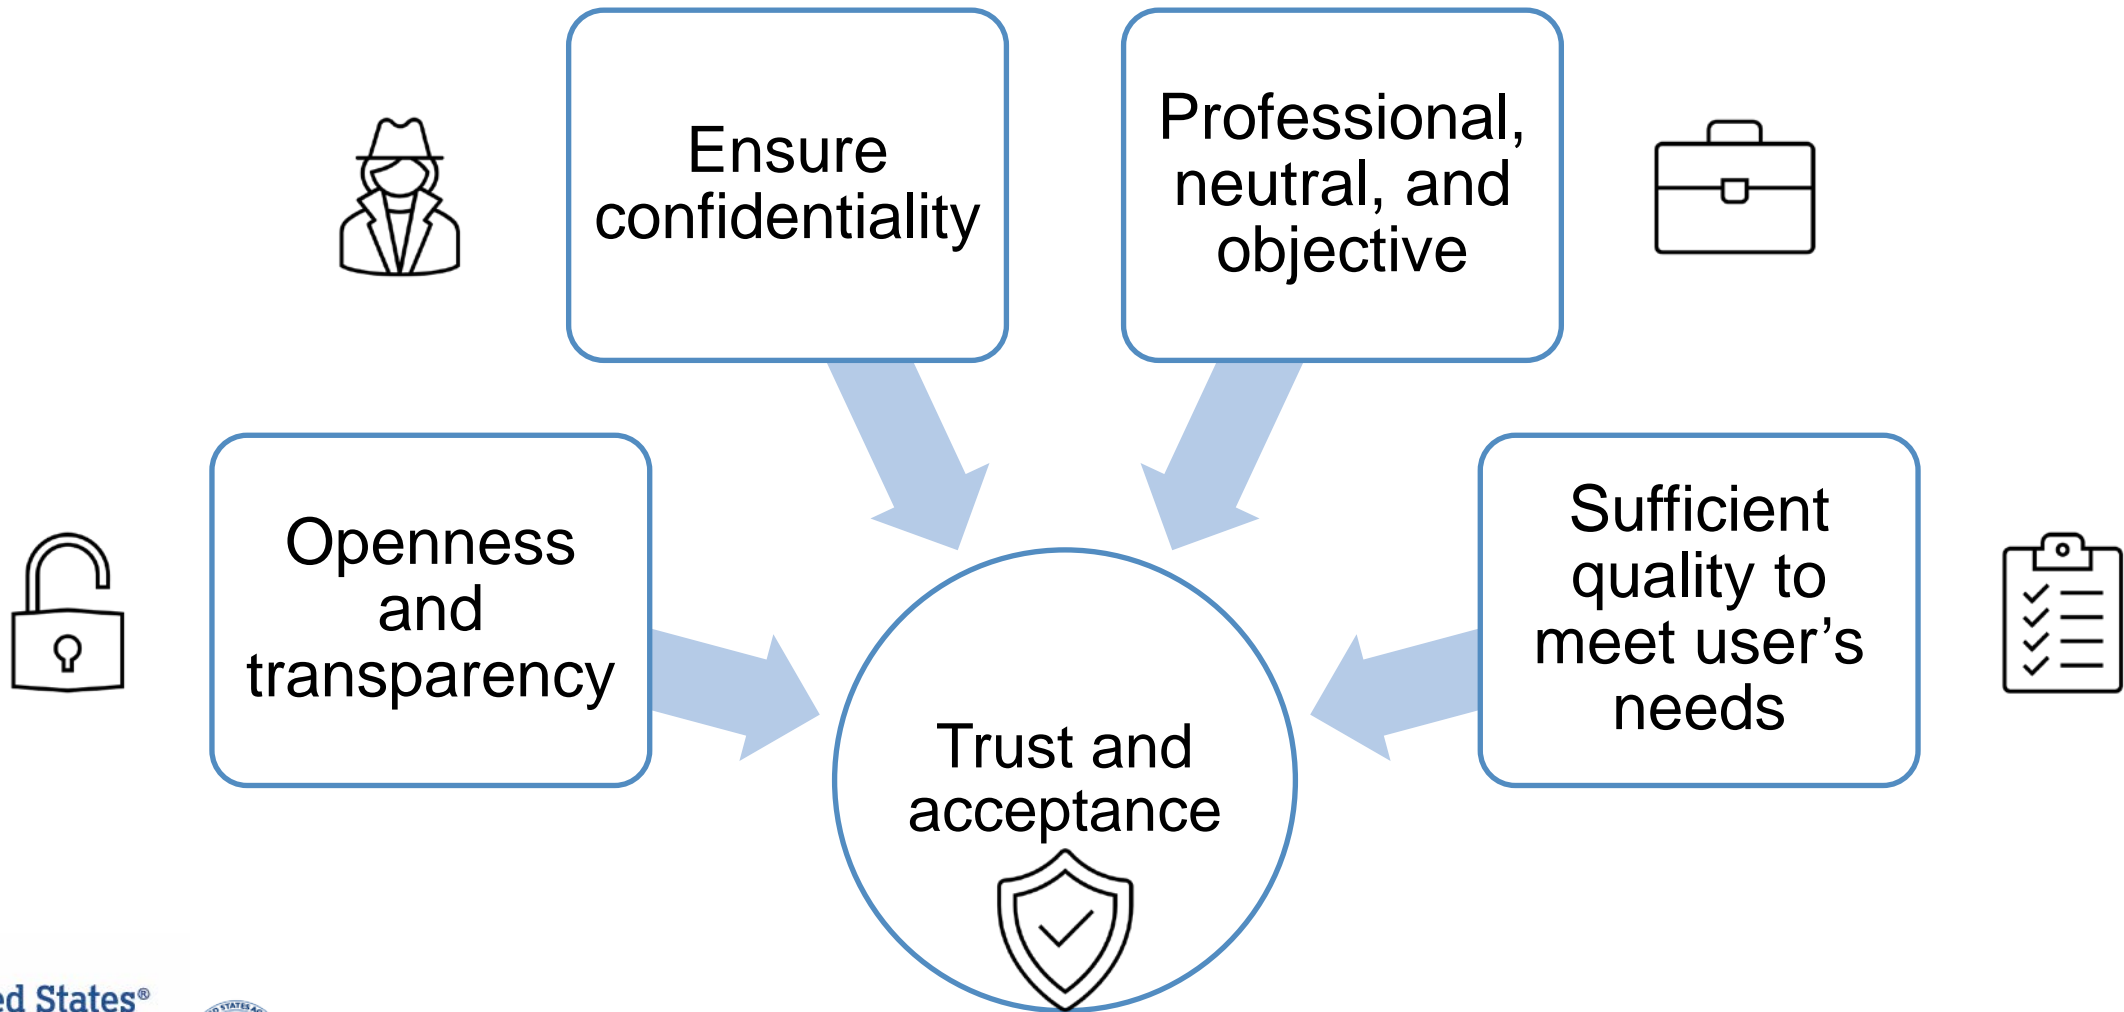 Ensure
confidentiality
Professional,
neutral, and
objective
Openness
and
transparency
Sufficient
quality to
meet user’s
needs
Trust and
acceptance
States®